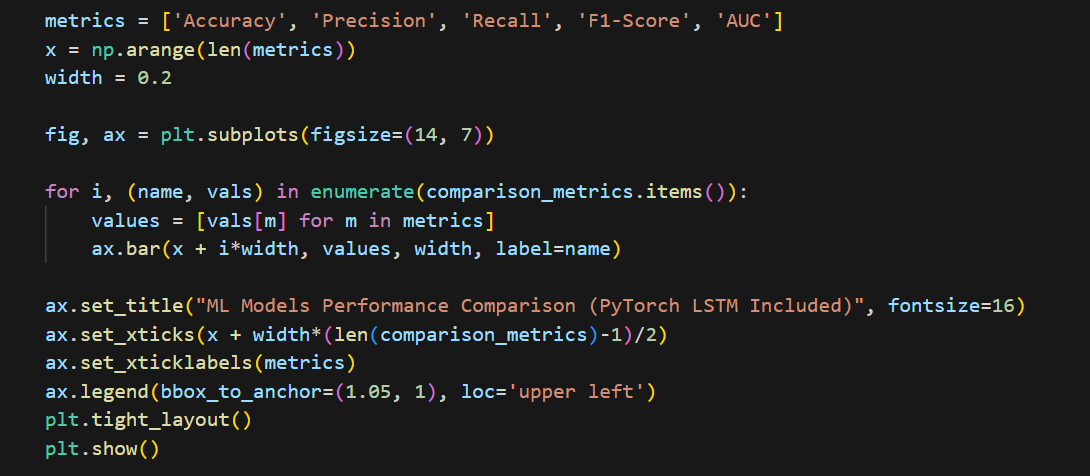 metrics = ['Accuracy', 'Precision', 'Recall', 'F1-Score', 'AUC']
x = np.arange(len(metrics))
width = 0.2

fig, ax = plt.subplots(figsize=(14, 7))

for i, (name, vals) in enumerate(comparison_metrics.items()):
    values = [vals[m] for m in metrics]
    ax.bar(x + i*width, values, width, label=name)

ax.set_title("ML Models Performance Comparison (PyTorch LSTM Included)", fontsize=16)
ax.set_xticks(x + width*(len(comparison_metrics)-1)/2)
ax.set_xticklabels(metrics)
ax.legend(bbox_to_anchor=(1.05, 1), loc='upper left')
plt.tight_layout()
plt.show()